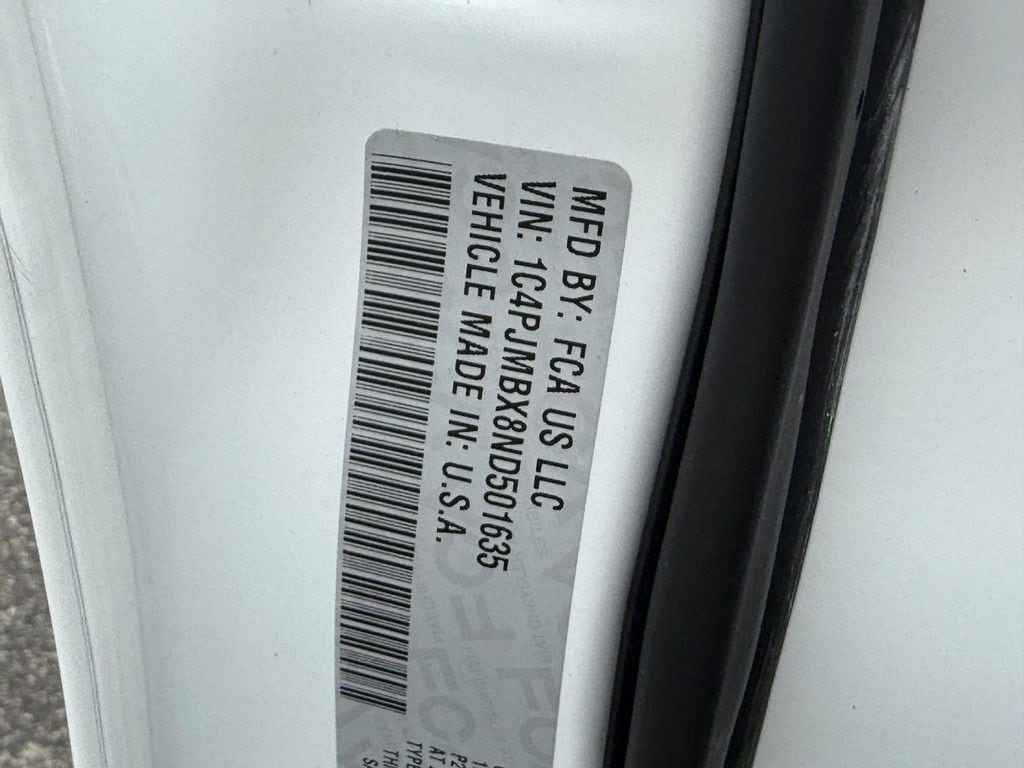 MFD BY: FCA US LLC
VIN: 1C4PJMBX8ND501635
VEHICLE MADE IN: U.S.A.